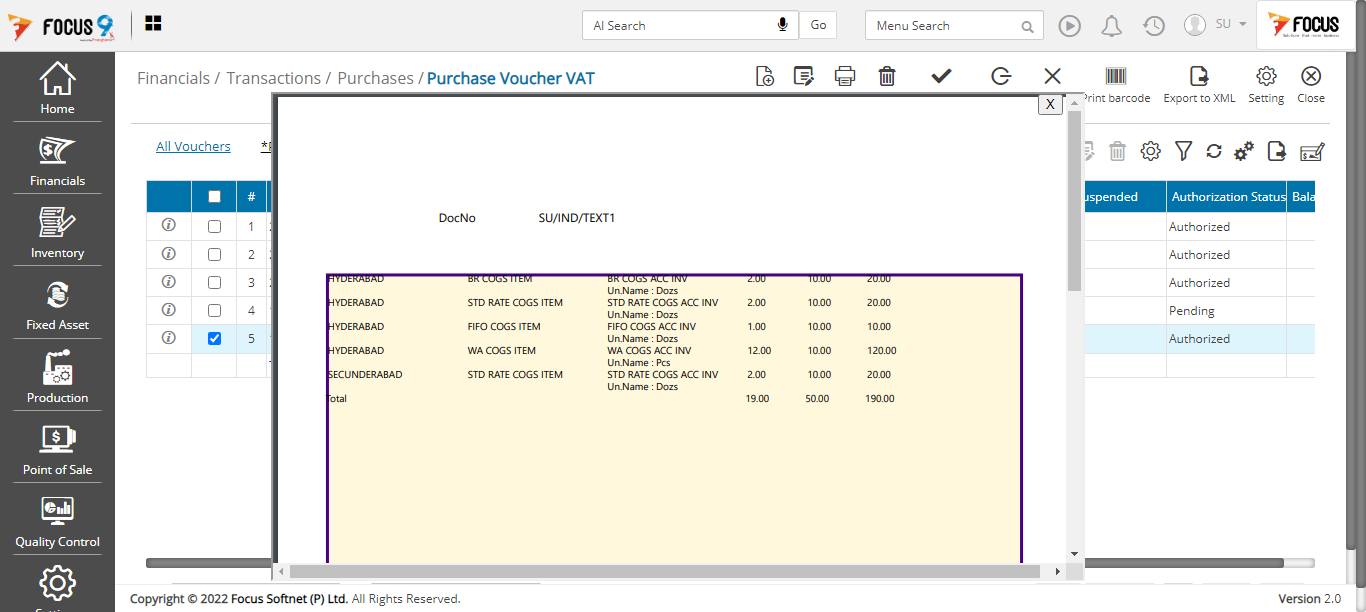 FOCUS 9
AI Search
Go
Menu Search
SU
FOCUS
Home
Financials
Inventory
Fixed Asset
Production
Point of Sale
Quality Control
Financials / Transactions / Purchases / Purchase Voucher VAT
Print barcode
Export to XML
Setting
Close
All Vouchers
#
uspended
Authorization Status
Bala
1
Authorized
2
Authorized
3
Authorized
4
Pending
5
Authorized
X
DocNo SU/IND/TEXT1
HYDERABAD BR COGS ITEM BR COGS ACC INV 2.00 10.00 20.00
Un.Name : Dozs
HYDERABAD STD RATE COGS ITEM STD RATE COGS ACC INV 2.00 10.00 20.00
Un.Name : Dozs
HYDERABAD FIFO COGS ITEM FIFO COGS ACC INV 1.00 10.00 10.00
Un.Name : Dozs
HYDERABAD WA COGS ITEM WA COGS ACC INV 12.00 10.00 120.00
Un.Name : Pcs
SECUNDERABAD STD RATE COGS ITEM STD RATE COGS ACC INV 2.00 10.00 20.00
Un.Name : Dozs
Total 19.00 50.00 190.00
Copyright © 2022 Focus Softnet (P) Ltd. All Rights Reserved.
Version 2.0